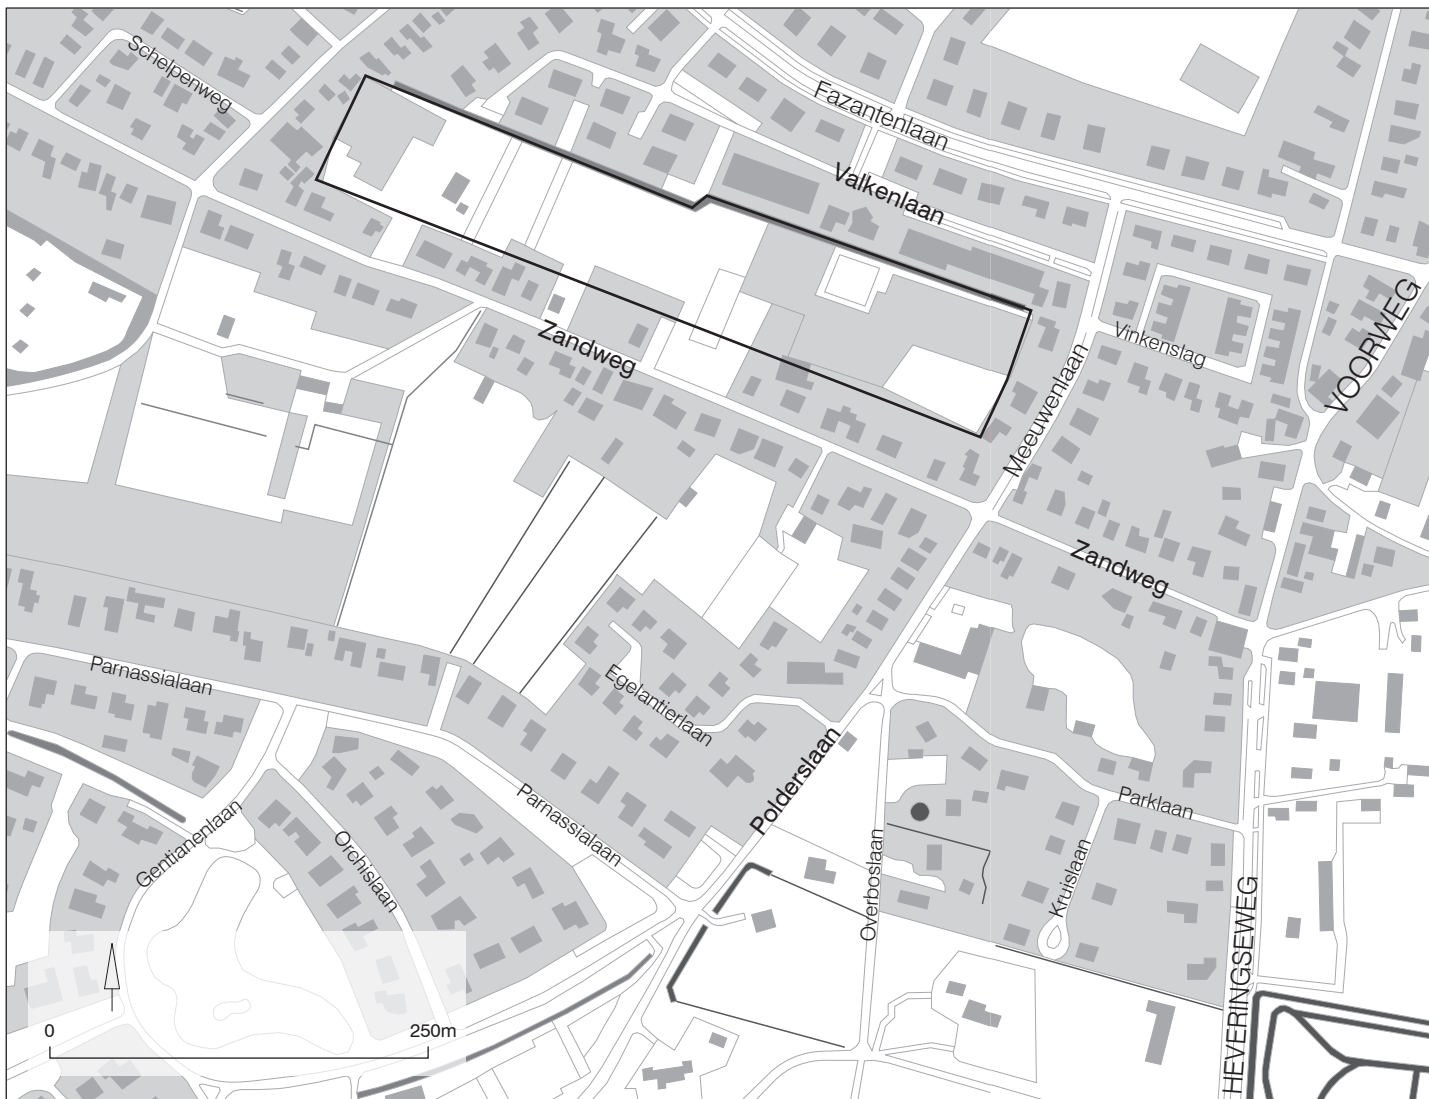 Schelpenweg
Fazantenlaan
Valkenlaan
Zandweg
Vinkenslag
VOORWEG
Meeuwenlaan
Zandweg
Parnassialaan
Egelantierlaan
Polderslaan
Parnassialaan
Parklaan
Gentianenlaan
Orchislaan
Overboslaan
Kruislaan
HEVERINGSEWEG
0
250m